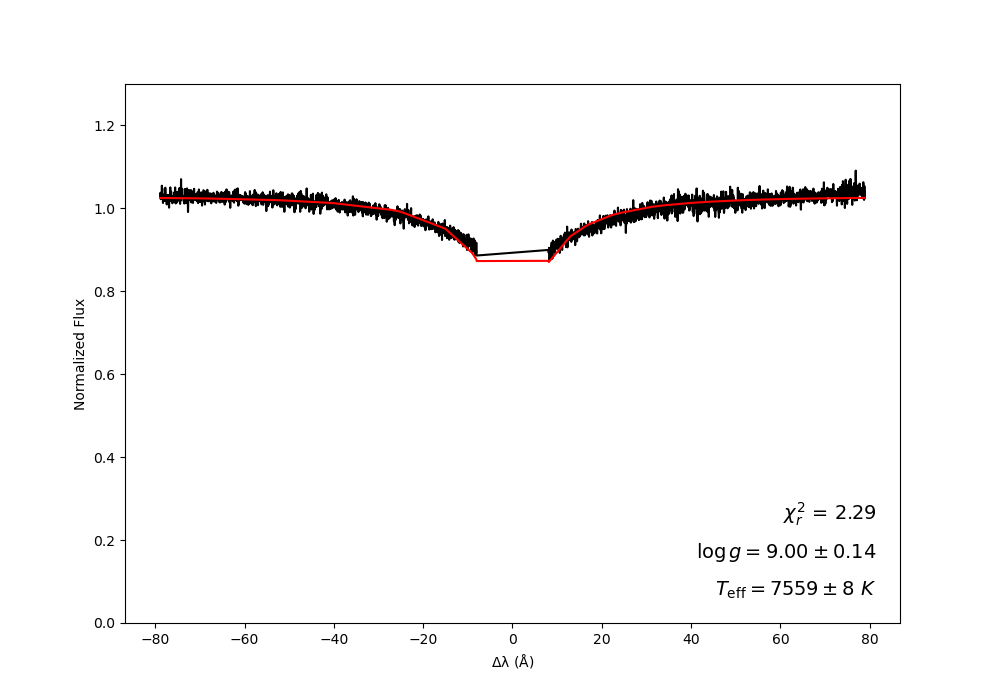 Normalized Flux
1.2
1.0
0.8
0.6
0.4
0.2
0.0
χ²ᵣ = 2.29
log g = 9.00 ± 0.14
T_eff = 7559 ± 8 K
−80 −60 −40 −20 0 20 40 60 80
Δλ (Å)